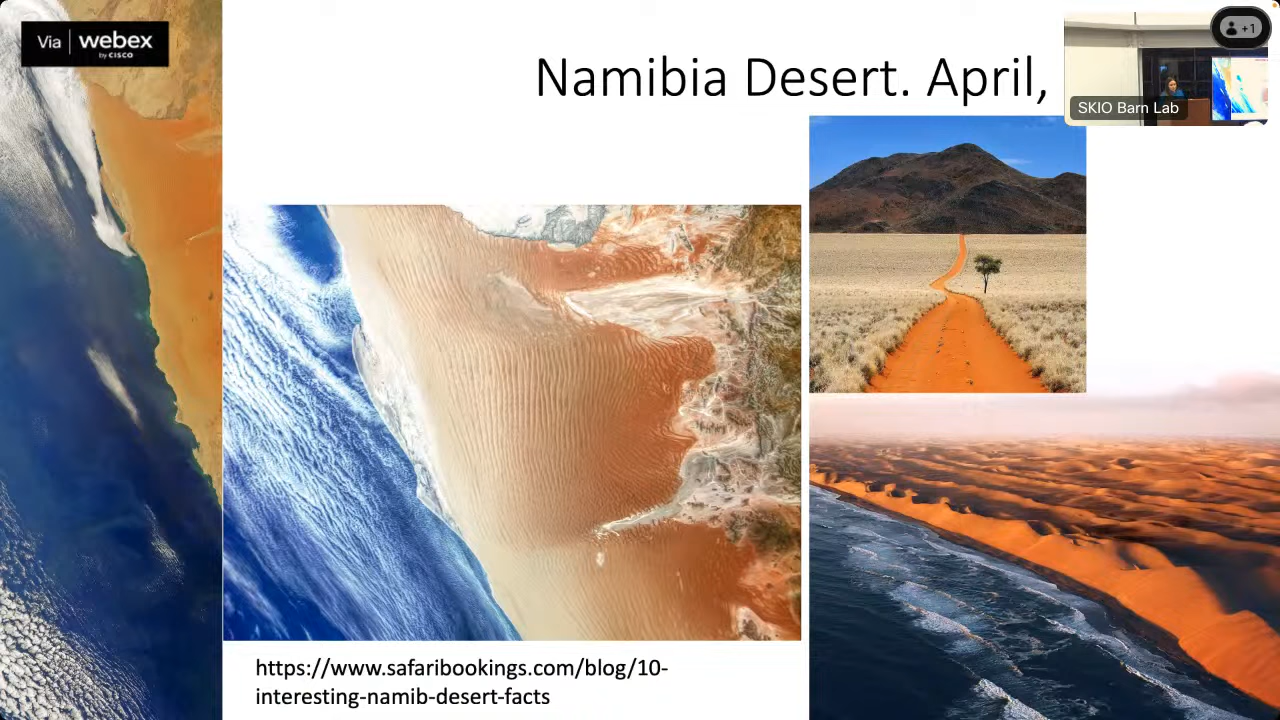 Via webex
by CISCO
+1
Namibia Desert. April,
SKIO Barn Lab
https://www.safaribookings.com/blog/10-
interesting-namib-desert-facts